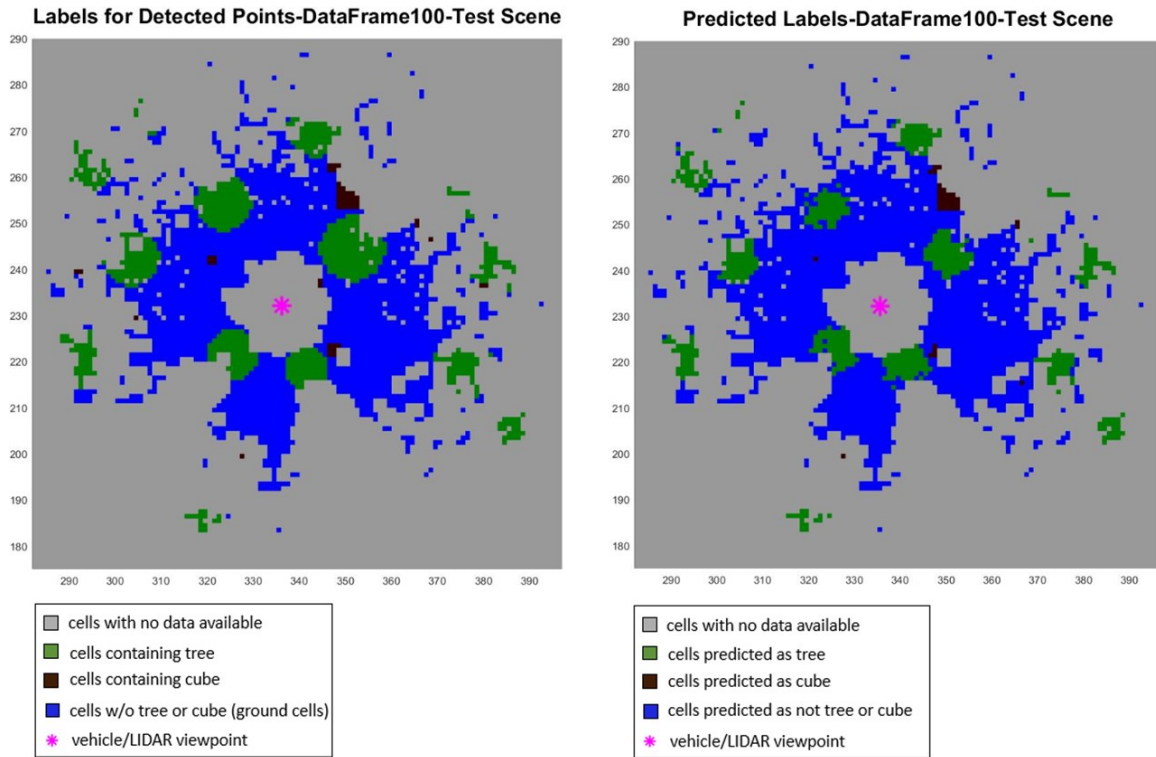 Labels for Detected Points-DataFrame100-Test Scene
290
280
270
260
250
240
230
220
210
200
190
180
290 300 310 320 330 340 350 360 370 380 390
cells with no data available
cells containing tree
cells containing cube
cells w/o tree or cube (ground cells)
vehicle/LIDAR viewpoint
Predicted Labels-DataFrame100-Test Scene
290
280
270
260
250
240
230
220
210
200
190
180
290 300 310 320 330 340 350 360 370 380 390
cells with no data available
cells predicted as tree
cells predicted as cube
cells predicted as not tree or cube
vehicle/LIDAR viewpoint